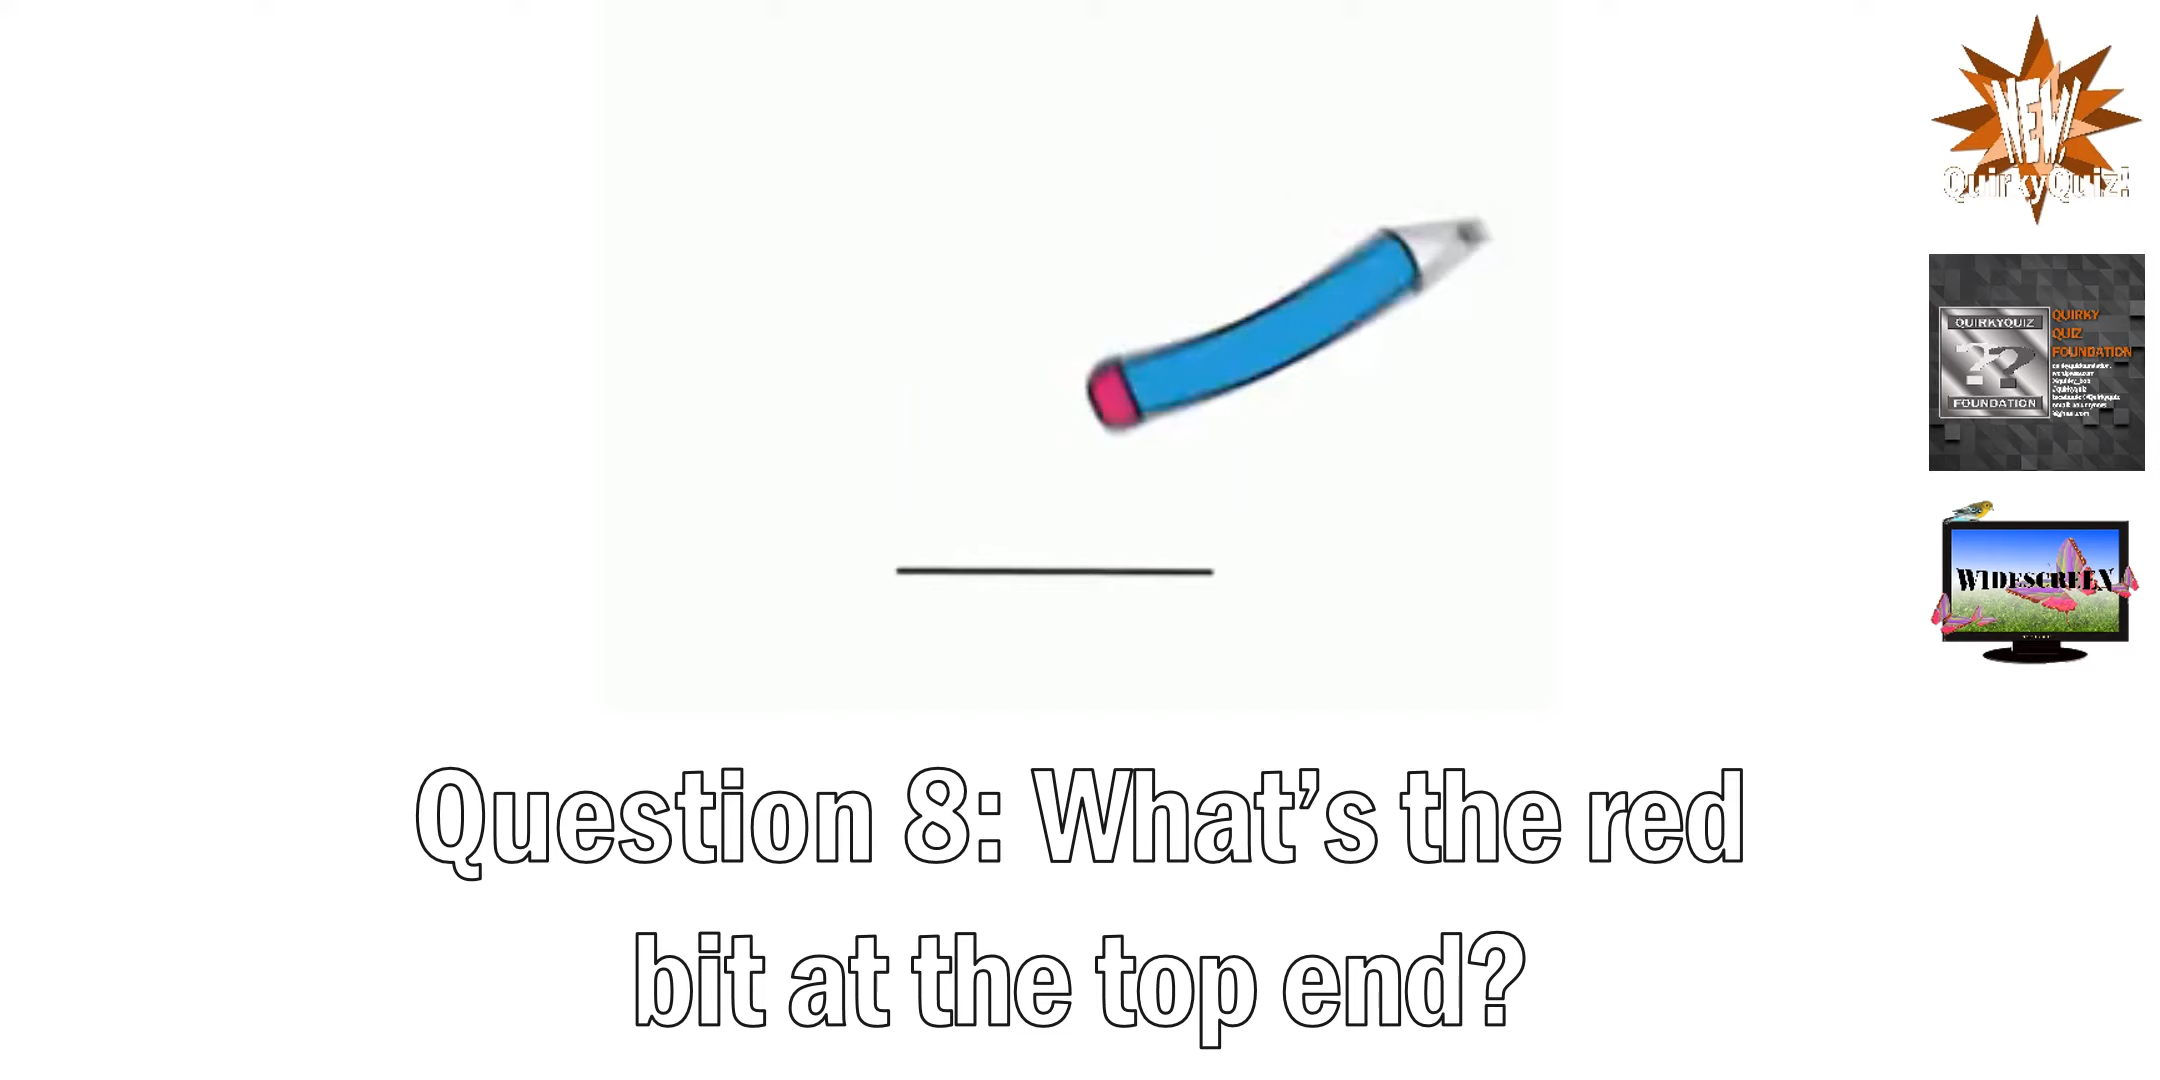 NEW
QuirkyQuiz!
QUIRKYQUIZ
??
FOUNDATION
QUIRKY
QUIZ
FOUNDATION
WIDESCREEN
Question 8: What’s the red
bit at the top end?